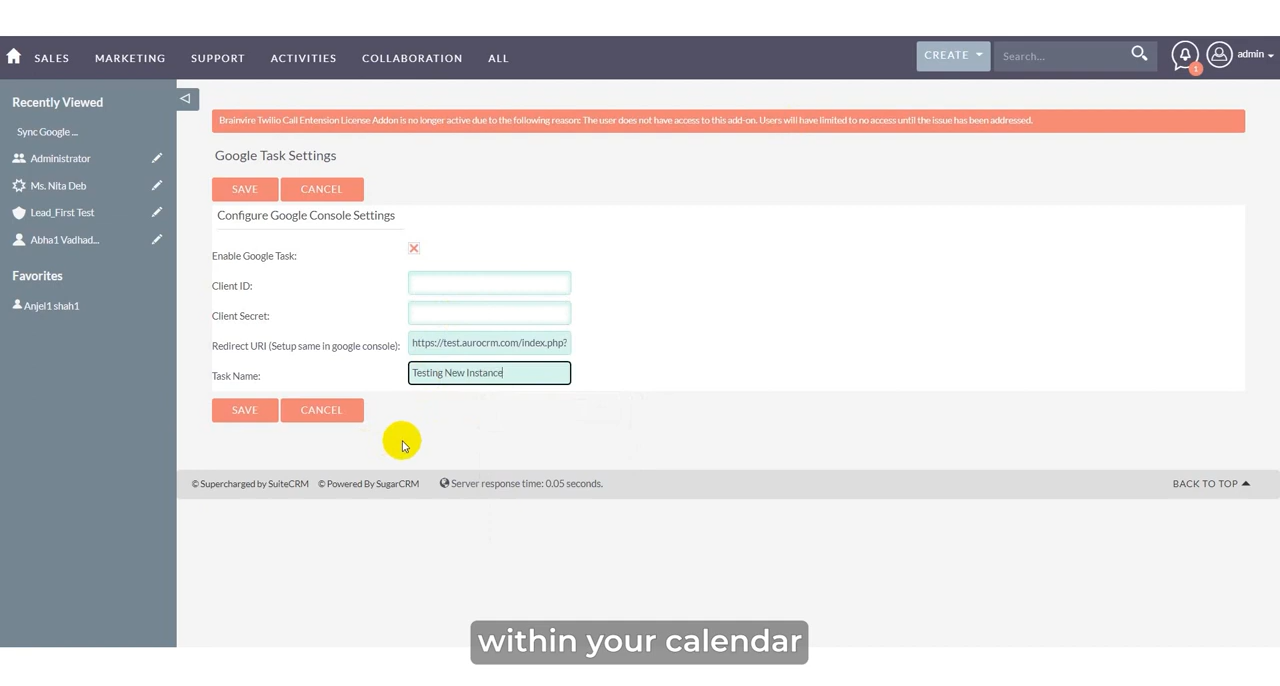 SALES MARKETING SUPPORT ACTIVITIES COLLABORATION ALL CREATE Search... 1 admin
Recently Viewed
Sync Google ...
Administrator
Ms. Nita Deb
Lead_First Test
Abha1 Vadhad...
Favorites
Anjel1 shah1
Brainvire Twilio Call Entension License Addon is no longer active due to the following reason: The user does not have access to this add-on. Users will have limited to no access until the issue has been addressed.
Google Task Settings
SAVE CANCEL
Configure Google Console Settings
Enable Google Task:
Client ID:
Client Secret:
Redirect URI (Setup same in google console): https://test.aurocrm.com/index.php?
Task Name: Testing New Instance
SAVE CANCEL
© Supercharged by SuiteCRM © Powered By SugarCRM Server response time: 0.05 seconds. BACK TO TOP
within your calendar